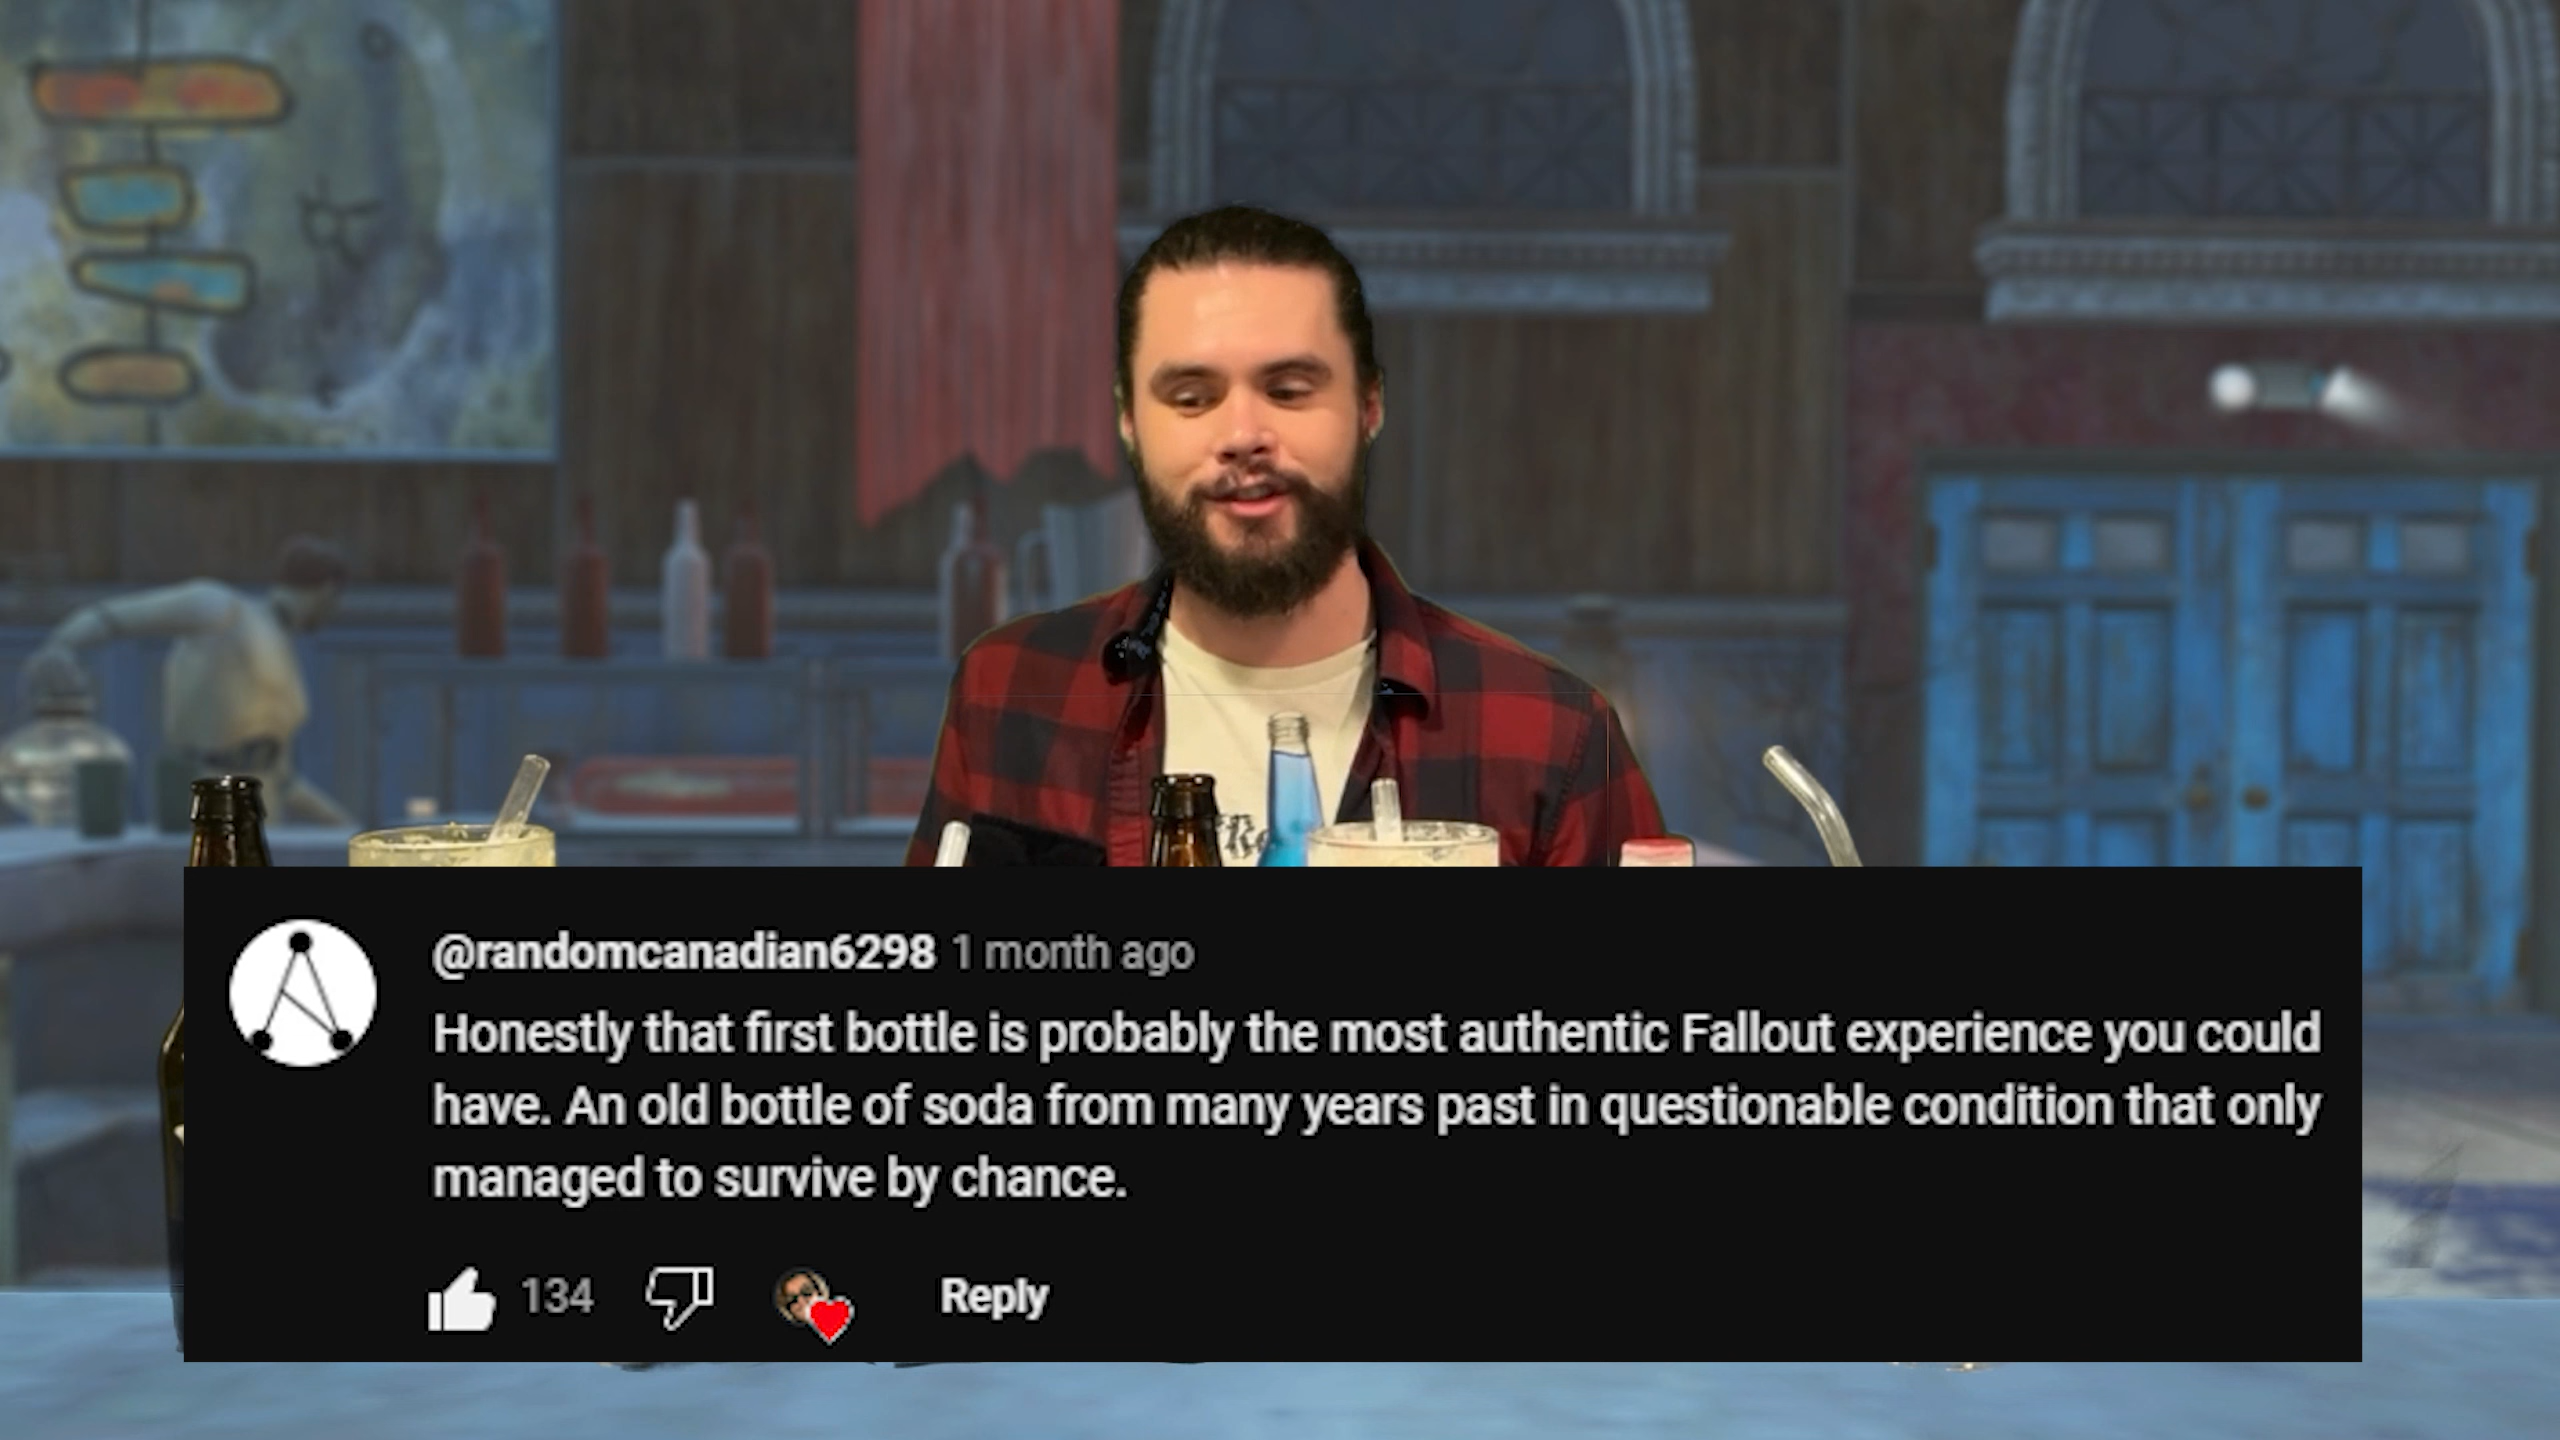 @randomcanadian6298 1 month ago
Honestly that first bottle is probably the most authentic Fallout experience you could
have. An old bottle of soda from many years past in questionable condition that only
managed to survive by chance.
134
Reply